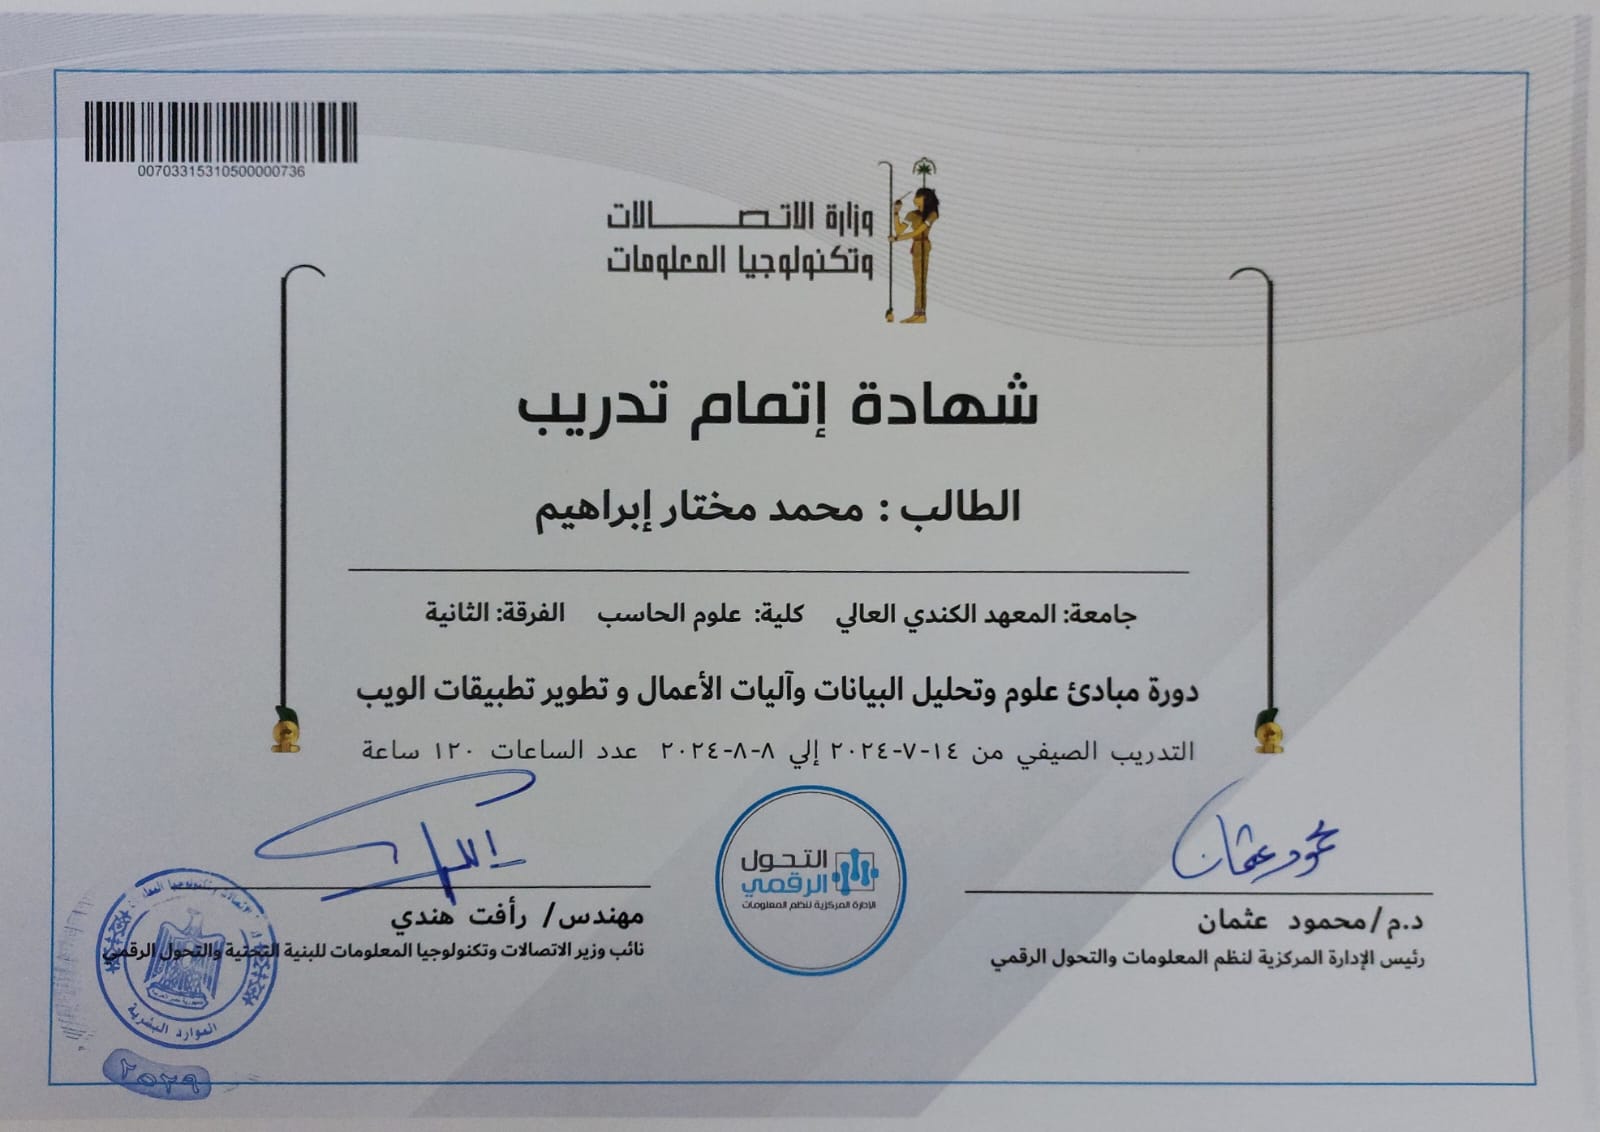 00703315310500000736
وزارة الاتصالات
وتكنولوجيا المعلومات
شهادة إتمام تدريب
الطالب : محمد مختار إبراهيم
جامعة: المعهد الكندي العالي كلية: علوم الحاسب الفرقة: الثانية
دورة مبادئ علوم وتحليل البيانات وآليات الأعمال و تطوير تطبيقات الويب
التدريب الصيفي من ١٤-٧-٢٠٢٤ إلي ٨-٨-٢٠٢٤ عدد الساعات ١٢٠ ساعة
محمود عثمان
التحول
الرقمي
الإدارة المركزية لنظم المعلومات
د.م/محمود عثمان
رئيس الإدارة المركزية لنظم المعلومات والتحول الرقمي
مهندس/ رأفت هندي
نائب وزير الاتصالات وتكنولوجيا المعلومات للبنية التحتية والتحول الرقمي
الموارد البشرية
٢٥٢٩